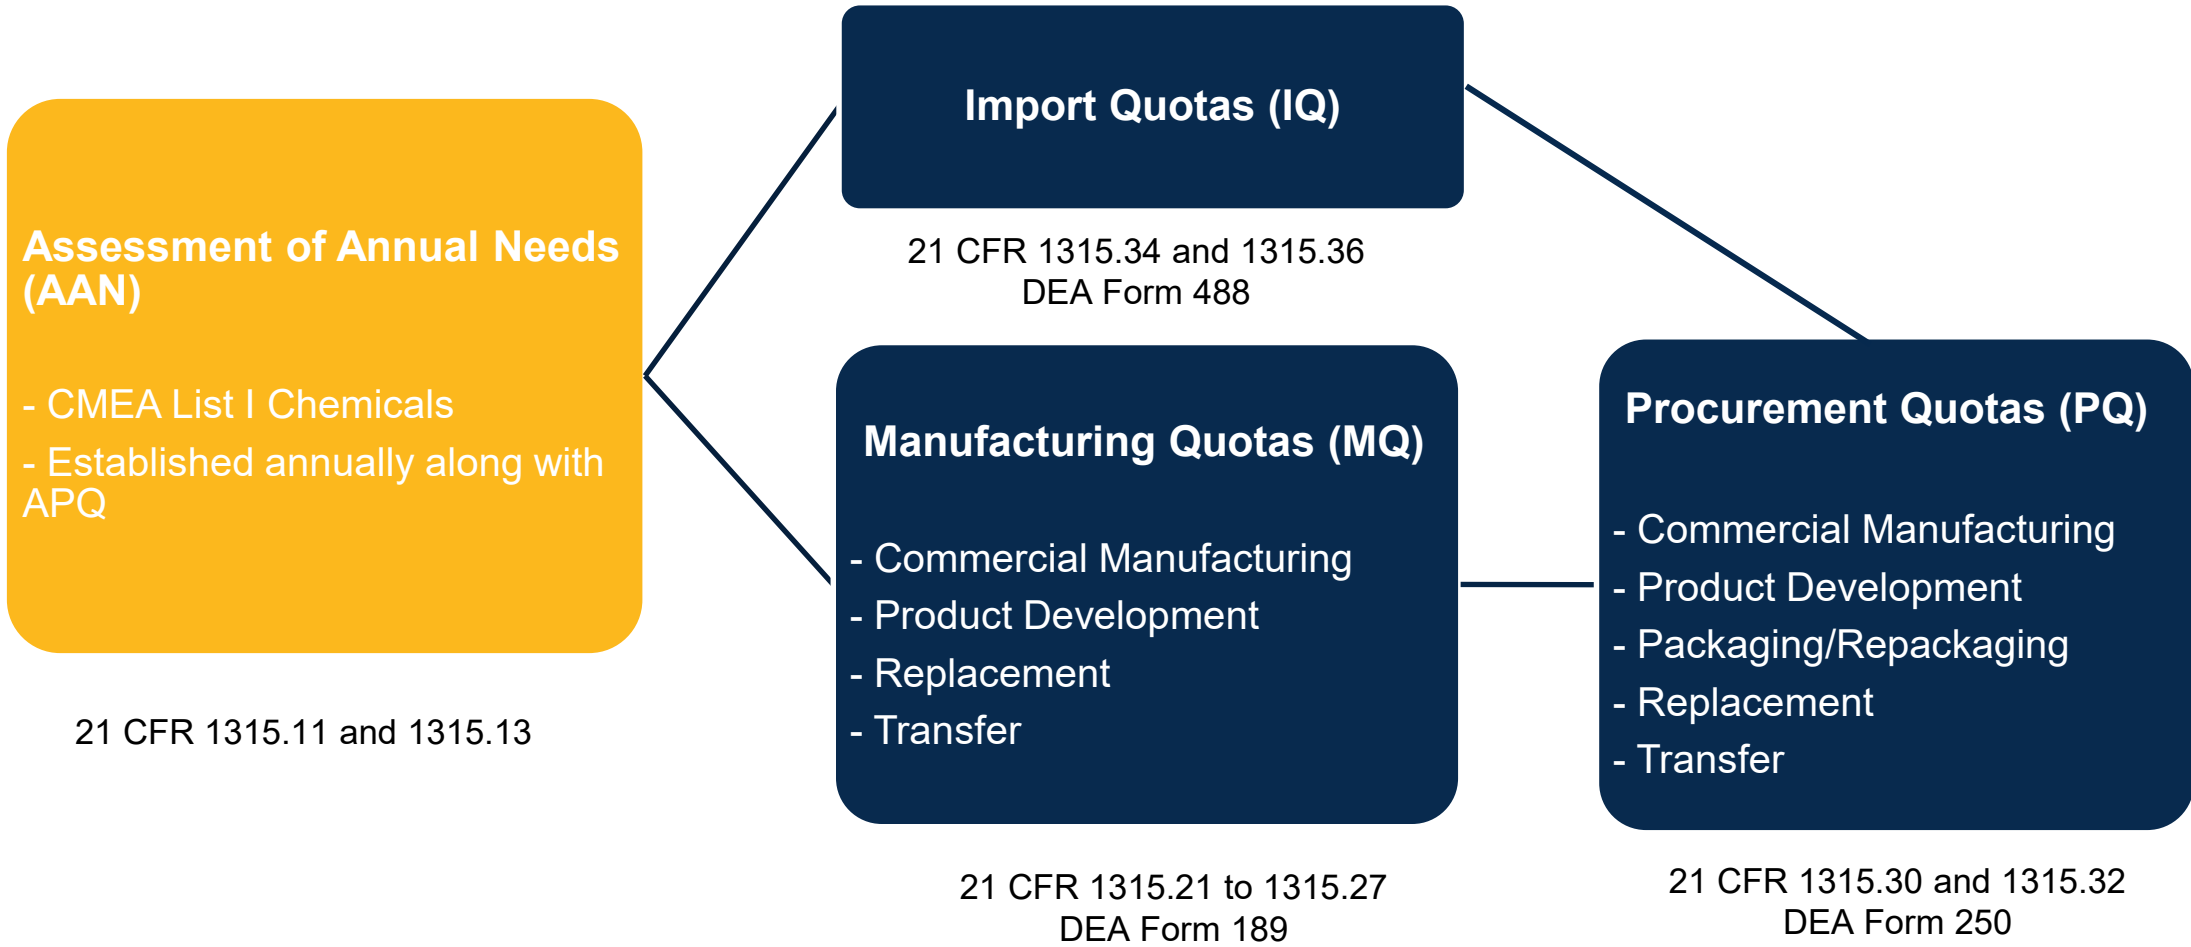 Assessment of Annual Needs
(AAN)
- CMEA List I Chemicals
- Established annually along with
APQ
21 CFR 1315.11 and 1315.13
Import Quotas (IQ)
21 CFR 1315.34 and 1315.36
DEA Form 488
Manufacturing Quotas (MQ)
- Commercial Manufacturing
- Product Development
- Replacement
- Transfer
21 CFR 1315.21 to 1315.27
DEA Form 189
Procurement Quotas (PQ)
- Commercial Manufacturing
- Product Development
- Packaging/Repackaging
- Replacement
- Transfer
21 CFR 1315.30 and 1315.32
DEA Form 250